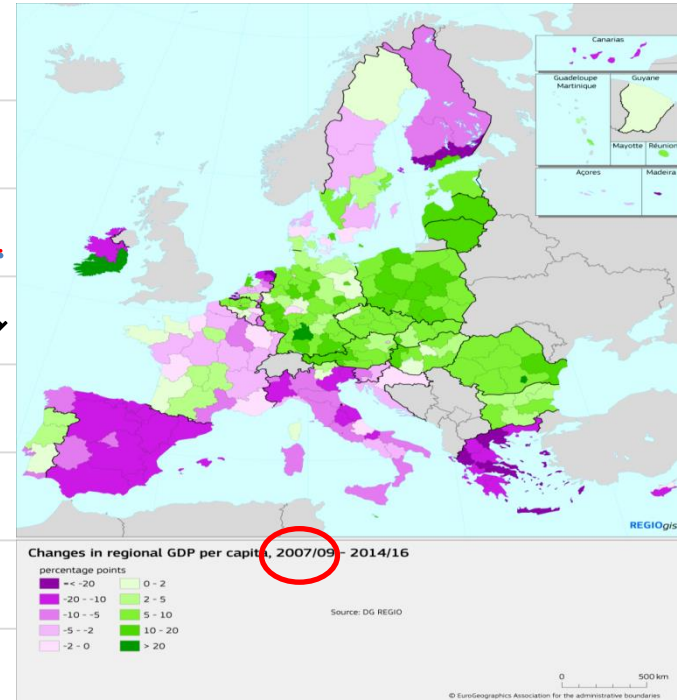 Canarias
Guadeloupe
Martinique
Guyane
Mayotte
Réunion
Açores
Madeira
REGIOgis
Changes in regional GDP per capita, 2007/09 - 2014/16
percentage points
=< -20
-20 - -10
-10 - -5
-5 - -2
-2 - 0
0 - 2
2 - 5
5 - 10
10 - 20
> 20
Source: DG REGIO
0 500 km
© EuroGeographics Association for the administrative boundaries